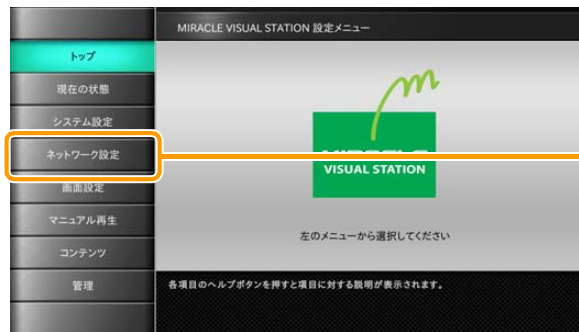 MIRACLE VISUAL STATION 設定メニュー
トップ
現在の状態
システム設定
ネットワーク設定
画面設定
マニュアル再生
コンテンツ
管理
VISUAL STATION
左のメニューから選択してください
各項目のヘルプボタンを押すと項目に対する説明が表示されます。